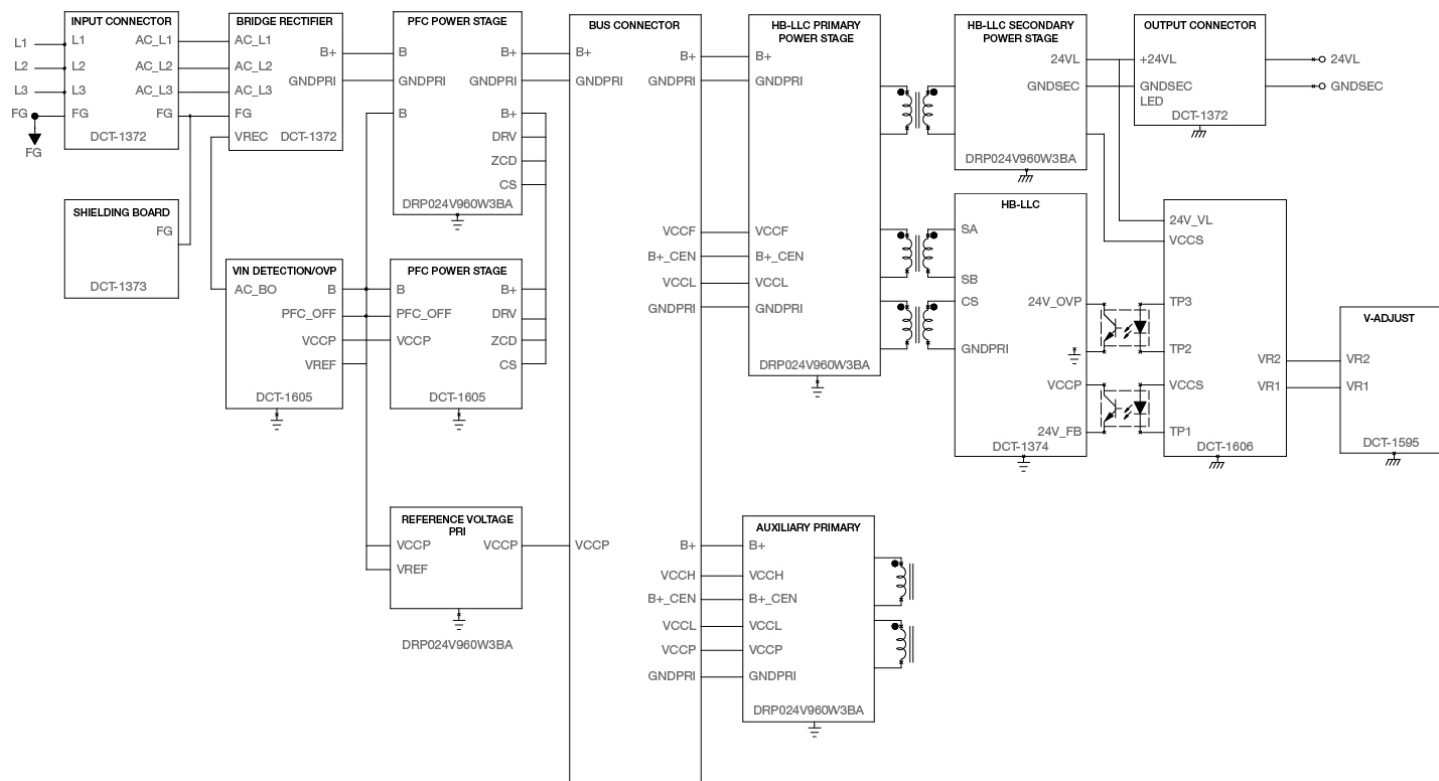 INPUT CONNECTOR
L1
L2
L3
FG
FG
L1
L2
L3
FG
AC_L1
AC_L2
AC_L3
FG
DCT-1372
BRIDGE RECTIFIER
AC_L1
AC_L2
AC_L3
FG
VREC
B+
GNDPRI
DCT-1372
PFC POWER STAGE
B
GNDPRI
B
B+
GNDPRI
B+
DRV
ZCD
CS
DRP024V960W3BA
BUS CONNECTOR
B+
GNDPRI
B+
GNDPRI
VCCF
B+_CEN
VCCL
GNDPRI
VCCP
B+
VCCH
B+_CEN
VCCL
VCCP
GNDPRI
HB-LLC PRIMARY
POWER STAGE
B+
GNDPRI
VCCF
B+_CEN
VCCL
GNDPRI
DRP024V960W3BA
HB-LLC SECONDARY
POWER STAGE
24VL
GNDSEC
DRP024V960W3BA
OUTPUT CONNECTOR
+24VL
GNDSEC
LED
DCT-1372
24VL
GNDSEC
SHIELDING BOARD
FG
DCT-1373
VIN DETECTION/OVP
AC_BO
B
PFC_OFF
VCCP
VREF
DCT-1605
PFC POWER STAGE
B
PFC_OFF
VCCP
B+
DRV
ZCD
CS
DCT-1605
HB-LLC
SA
SB
CS
GNDPRI
24V_OVP
VCCP
24V_FB
DCT-1374
24V_VL
VCCS
TP3
TP2
VCCS
TP1
VR2
VR1
DCT-1606
V-ADJUST
VR2
VR1
DCT-1595
REFERENCE VOLTAGE
PRI
VCCP
VREF
VCCP
DRP024V960W3BA
AUXILIARY PRIMARY
B+
VCCH
B+_CEN
VCCL
VCCP
GNDPRI
DRP024V960W3BA